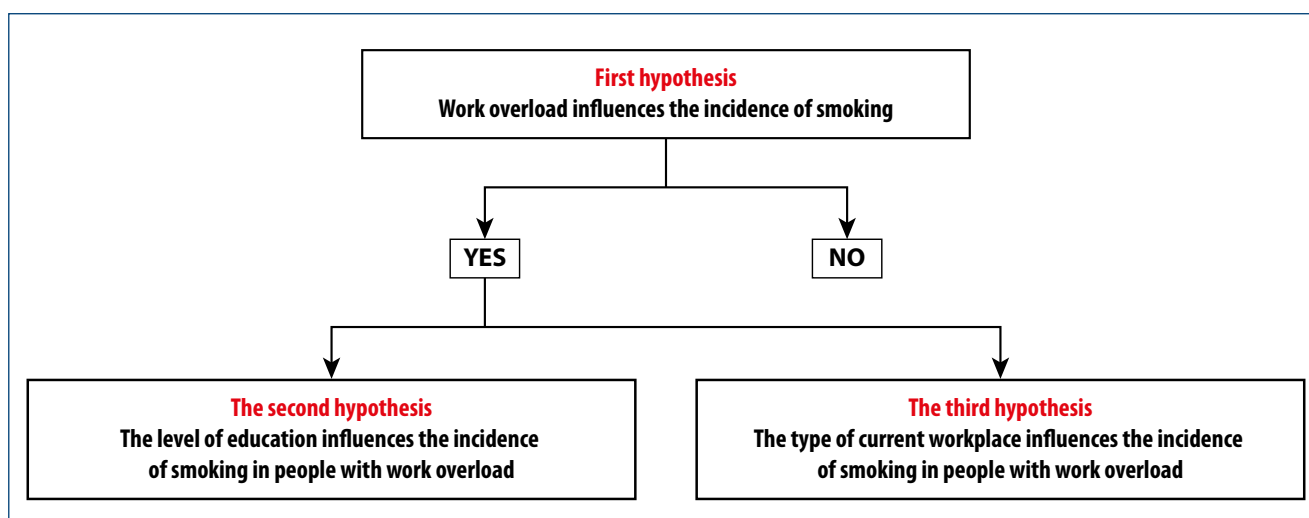 First hypothesis
Work overload influences the incidence of smoking
YES
NO
The second hypothesis
The level of education influences the incidence
of smoking in people with work overload
The third hypothesis
The type of current workplace influences the incidence
of smoking in people with work overload